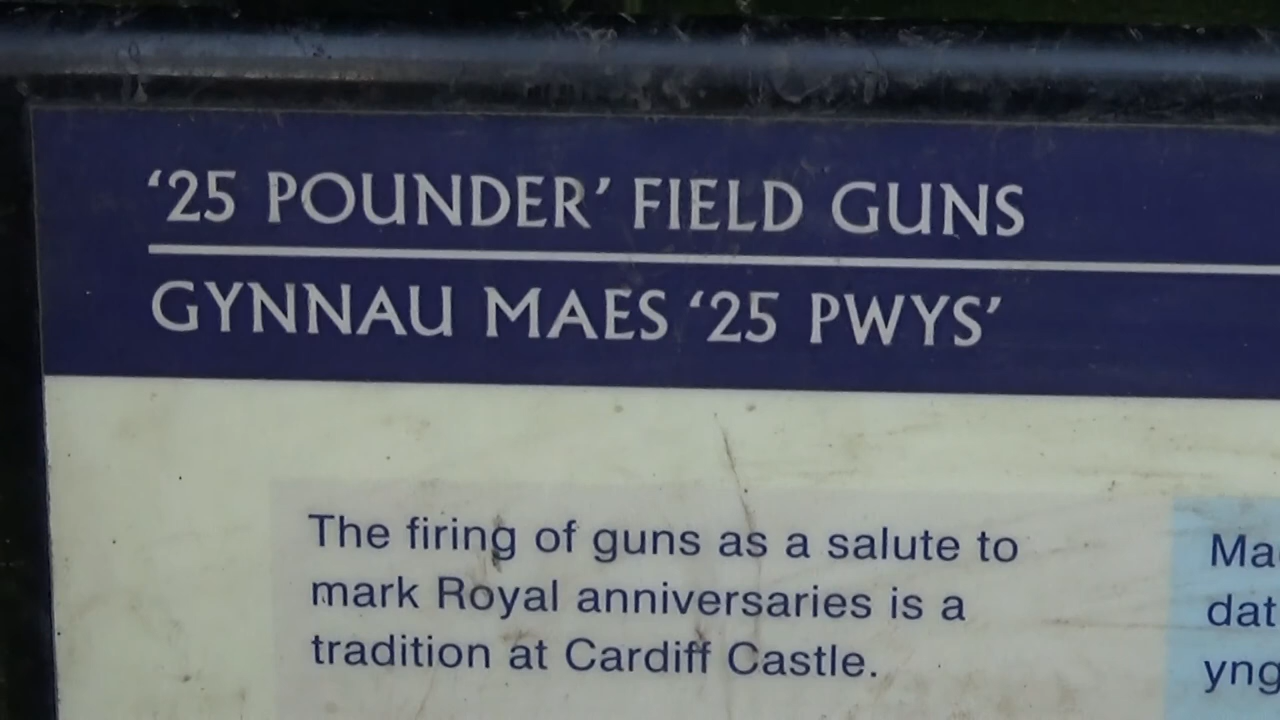 ‘25 POUNDER’ FIELD GUNS
GYNNAU MAES ‘25 PWYS’
The firing of guns as a salute to
mark Royal anniversaries is a
tradition at Cardiff Castle.